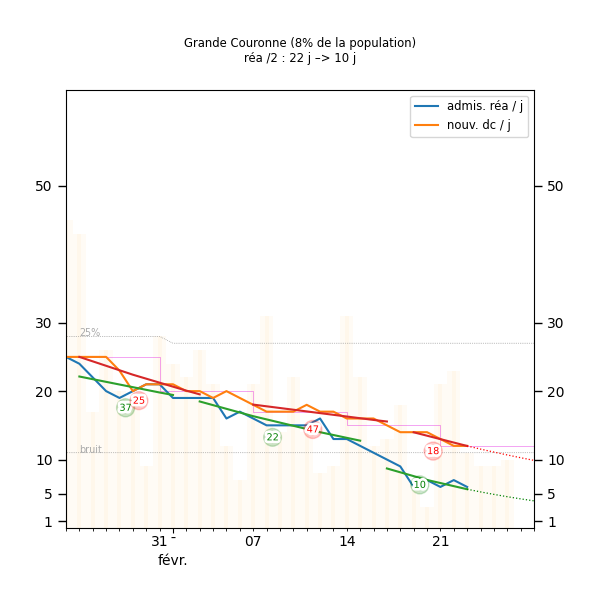 Grande Couronne (8% de la population)
réa /2 : 22 j –> 10 j
admis. réa / j
nouv. dc / j
50 50
30 30
25%
20 20
37 25
22 47
18
bruit
10 10
10
5 5
1 1
31 07 14 21
févr.